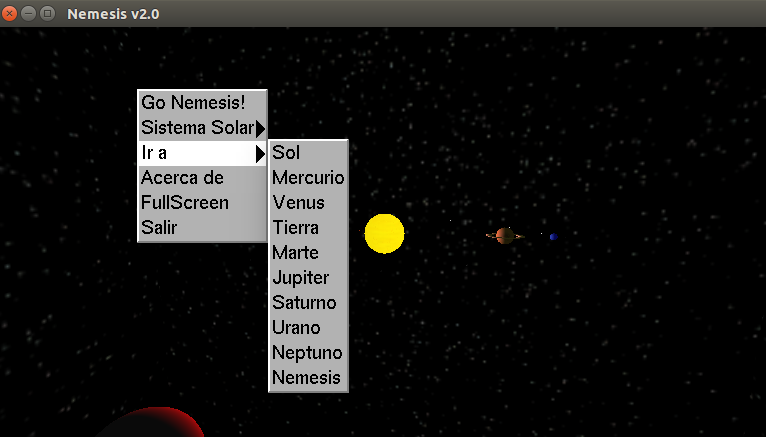 Nemesis v2.0
Go Nemesis!
Sistema Solar
Ir a
Acerca de
FullScreen
Salir
Sol
Mercurio
Venus
Tierra
Marte
Jupiter
Saturno
Urano
Neptuno
Nemesis